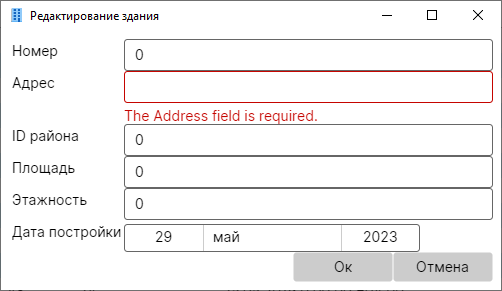 Редактирование здания
Номер 0
Адрес
The Address field is required.
ID района 0
Площадь 0
Этажность 0
Дата постройки 29 май 2023
Ок Отмена